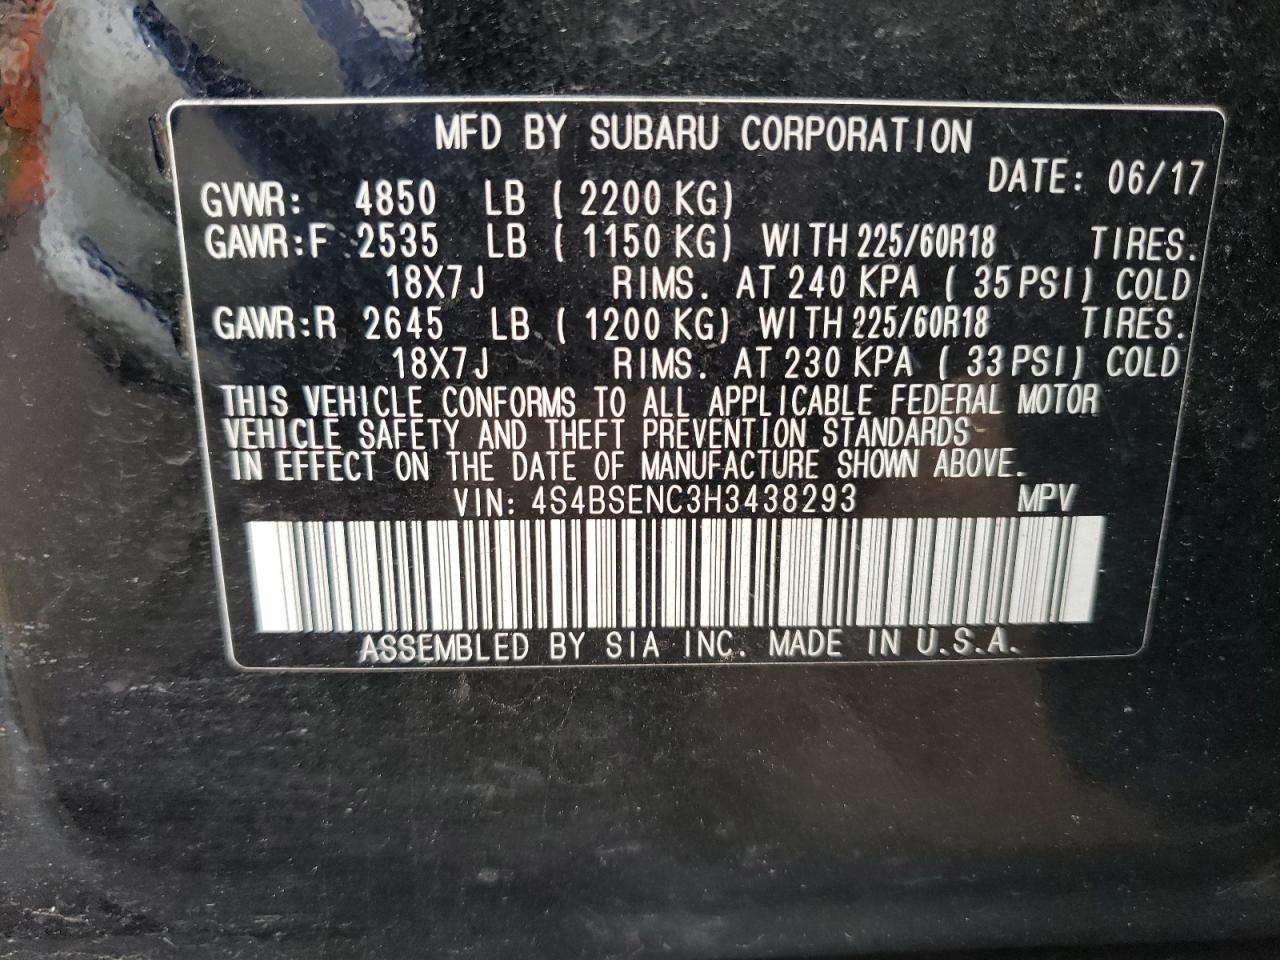 MFD BY SUBARU CORPORATION
DATE: 06/17
GVWR: 4850 LB ( 2200 KG)
GAWR:F 2535 LB ( 1150 KG) WITH 225/60R18 TIRES.
18X7J RIMS. AT 240 KPA ( 35 PSI) COLD
GAWR:R 2645 LB ( 1200 KG) WITH 225/60R18 TIRES.
18X7J RIMS. AT 230 KPA ( 33 PSI) COLD
THIS VEHICLE CONFORMS TO ALL APPLICABLE FEDERAL MOTOR
VEHICLE SAFETY AND THEFT PREVENTION STANDARDS
IN EFFECT ON THE DATE OF MANUFACTURE SHOWN ABOVE.
VIN: 4S4BSENC3H3438293 MPV
ASSEMBLED BY SIA INC. MADE IN U.S.A.